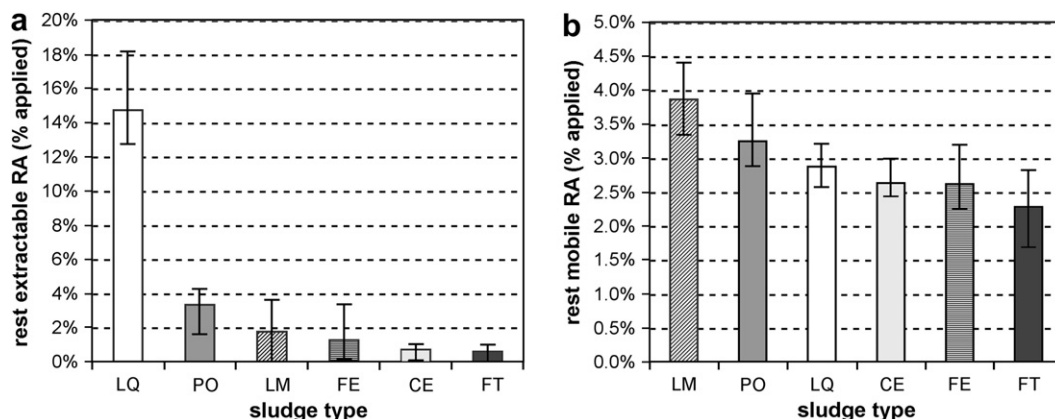 a
rest extractable RA (% applied)
20%
18%
16%
14%
12%
10%
8%
6%
4%
2%
0%
LQ PO LM FE CE FT
sludge type
b
rest mobile RA (% applied)
5.0%
4.5%
4.0%
3.5%
3.0%
2.5%
2.0%
1.5%
1.0%
0.5%
0.0%
LM PO LQ CE FE FT
sludge type